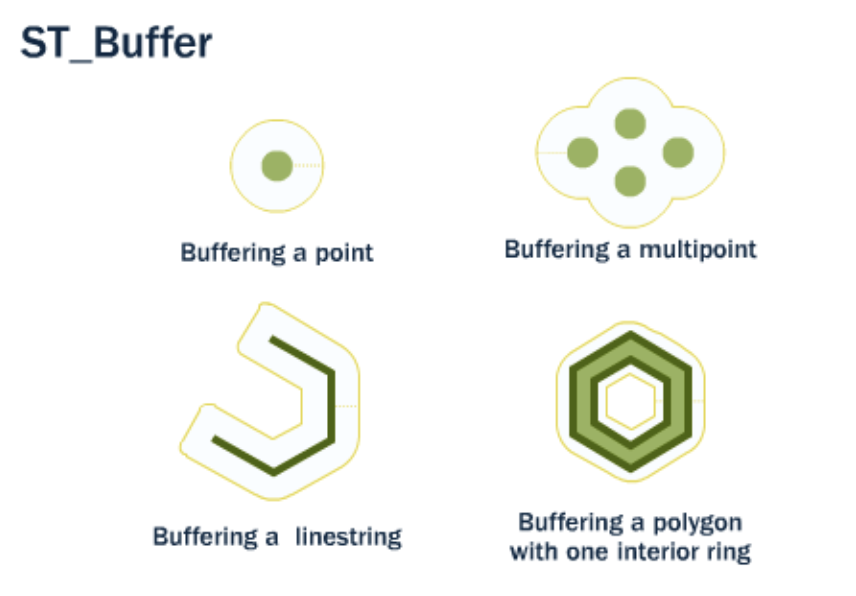 ST_Buffer
Buffering a point
Buffering a multipoint
Buffering a linestring
Buffering a polygon
with one interior ring